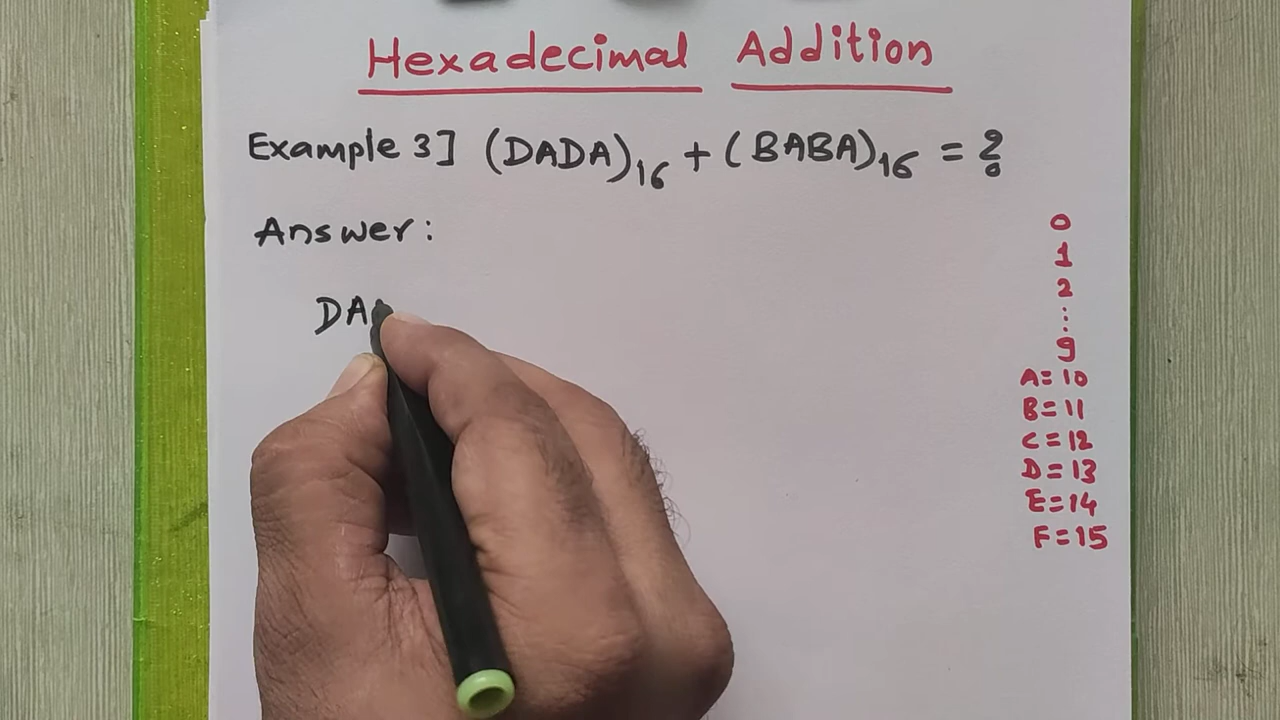 Hexadecimal Addition
Example 3] (DADA)16 + (BABA)16 = ?
Answer:
DA
0
1
2
:
9
A=10
B=11
C=12
D=13
E=14
F=15